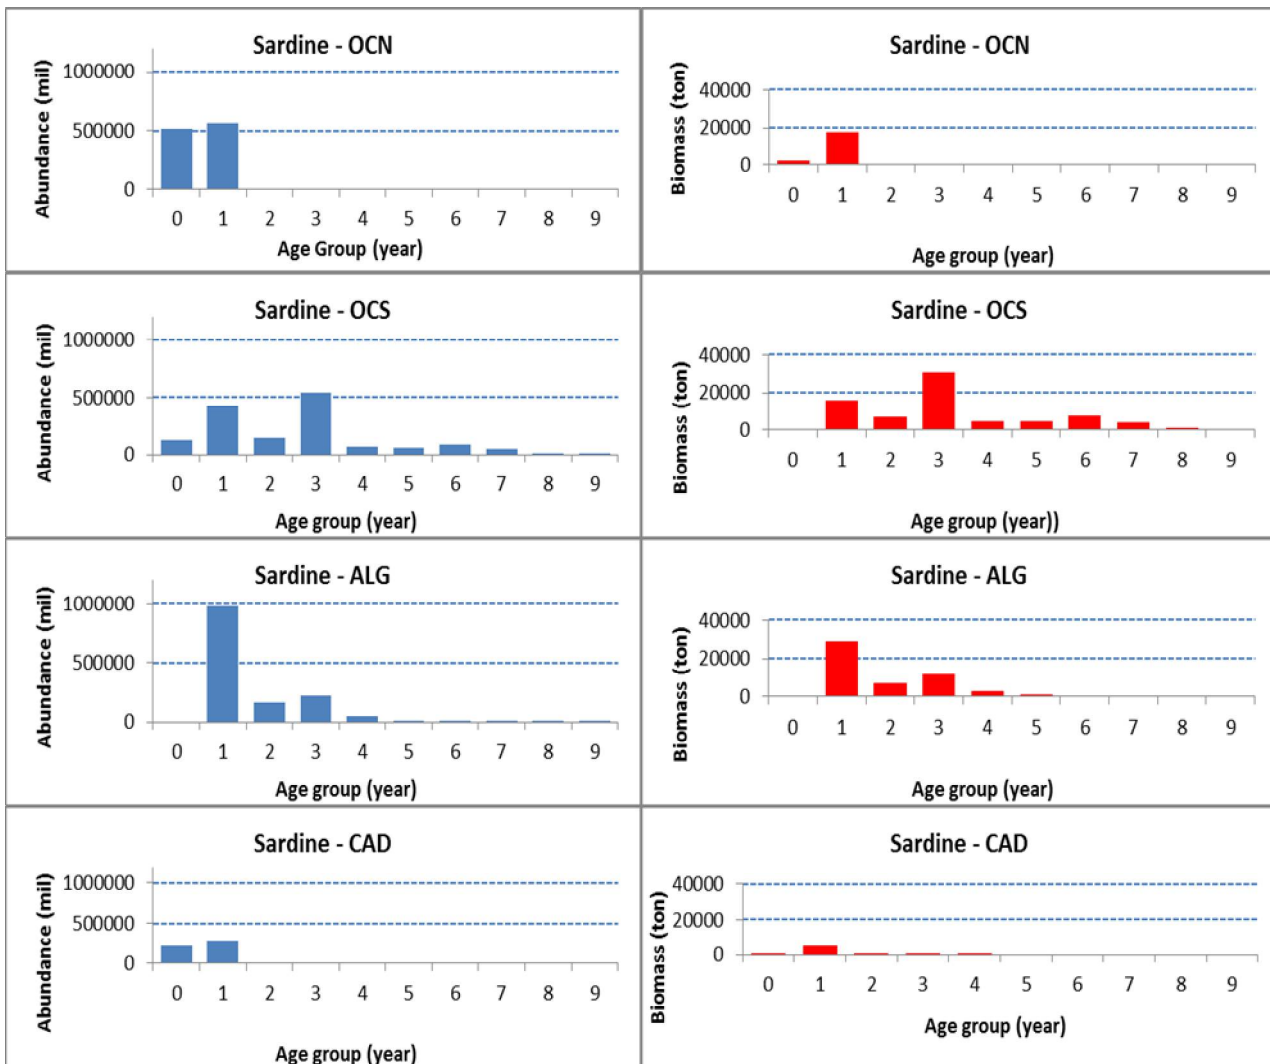 Sardine - OCN
Abundance (mil)
1000000
500000
0
0 1 2 3 4 5 6 7 8 9
Age Group (year)
Sardine - OCN
Biomass (ton)
40000
20000
0
0 1 2 3 4 5 6 7 8 9
Age group (year)
Sardine - OCS
Abundance (mil)
1000000
500000
0
0 1 2 3 4 5 6 7 8 9
Age group (year)
Sardine - OCS
Biomass (ton)
40000
20000
0
0 1 2 3 4 5 6 7 8 9
Age group (year))
Sardine - ALG
Abundance (mil)
1000000
500000
0
0 1 2 3 4 5 6 7 8 9
Age group (year)
Sardine - ALG
Biomass (ton)
40000
20000
0
0 1 2 3 4 5 6 7 8 9
Age group (year)
Sardine - CAD
Abundance (mil)
1000000
500000
0
0 1 2 3 4 5 6 7 8 9
Age group (year)
Sardine - CAD
Biomass (ton)
40000
20000
0
0 1 2 3 4 5 6 7 8 9
Age group (year)